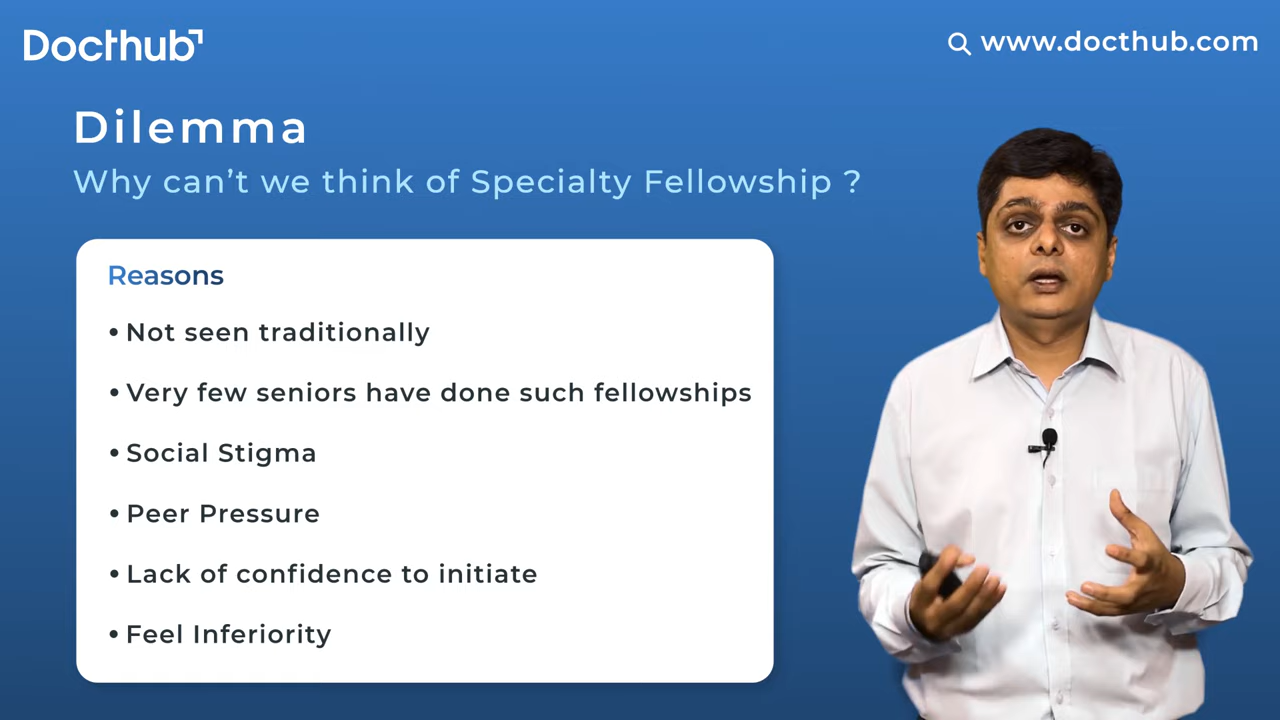 Docthub
www.docthub.com
Dilemma
Why can't we think of Specialty Fellowship ?
Reasons
• Not seen traditionally
• Very few seniors have done such fellowships
• Social Stigma
• Peer Pressure
• Lack of confidence to initiate
• Feel Inferiority